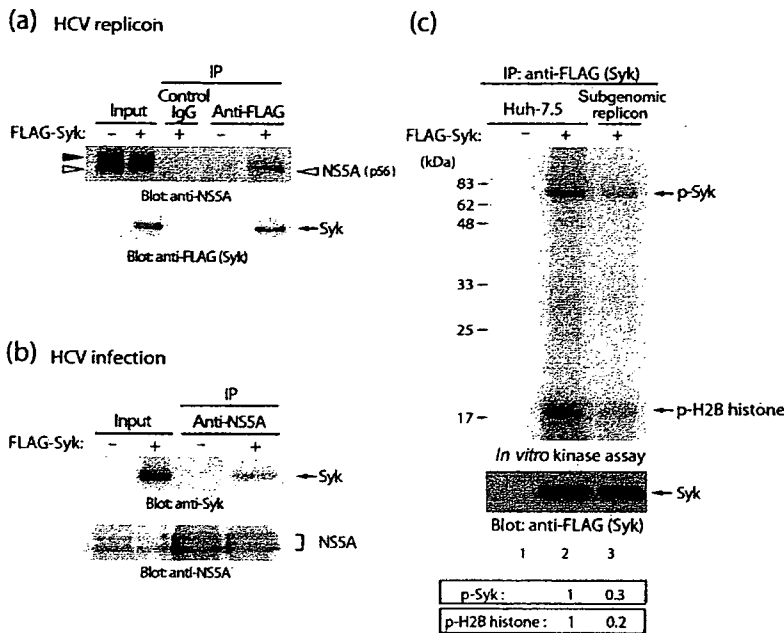 (a) HCV replicon
IP
Control
IgG
Input
Anti-FLAG
FLAG-Syk: − + + − +
NS5A (p56)
Blot: anti-NS5A
Syk
Blot: anti-FLAG (Syk)
(b) HCV infection
IP
Input
Anti-NS5A
FLAG-Syk: − + − +
Syk
Blot: anti-Syk
NS5A
Blot: anti-NS5A
(c)
IP: anti-FLAG (Syk)
Huh-7.5
Subgenomic
replicon
FLAG-Syk: − + +
(kDa)
83
p-Syk
62
48
33
25
p-H2B histone
17
In vitro kinase assay
Syk
Blot: anti-FLAG (Syk)
1 2 3
p-Syk : 1 0.3
p-H2B histone : 1 0.2